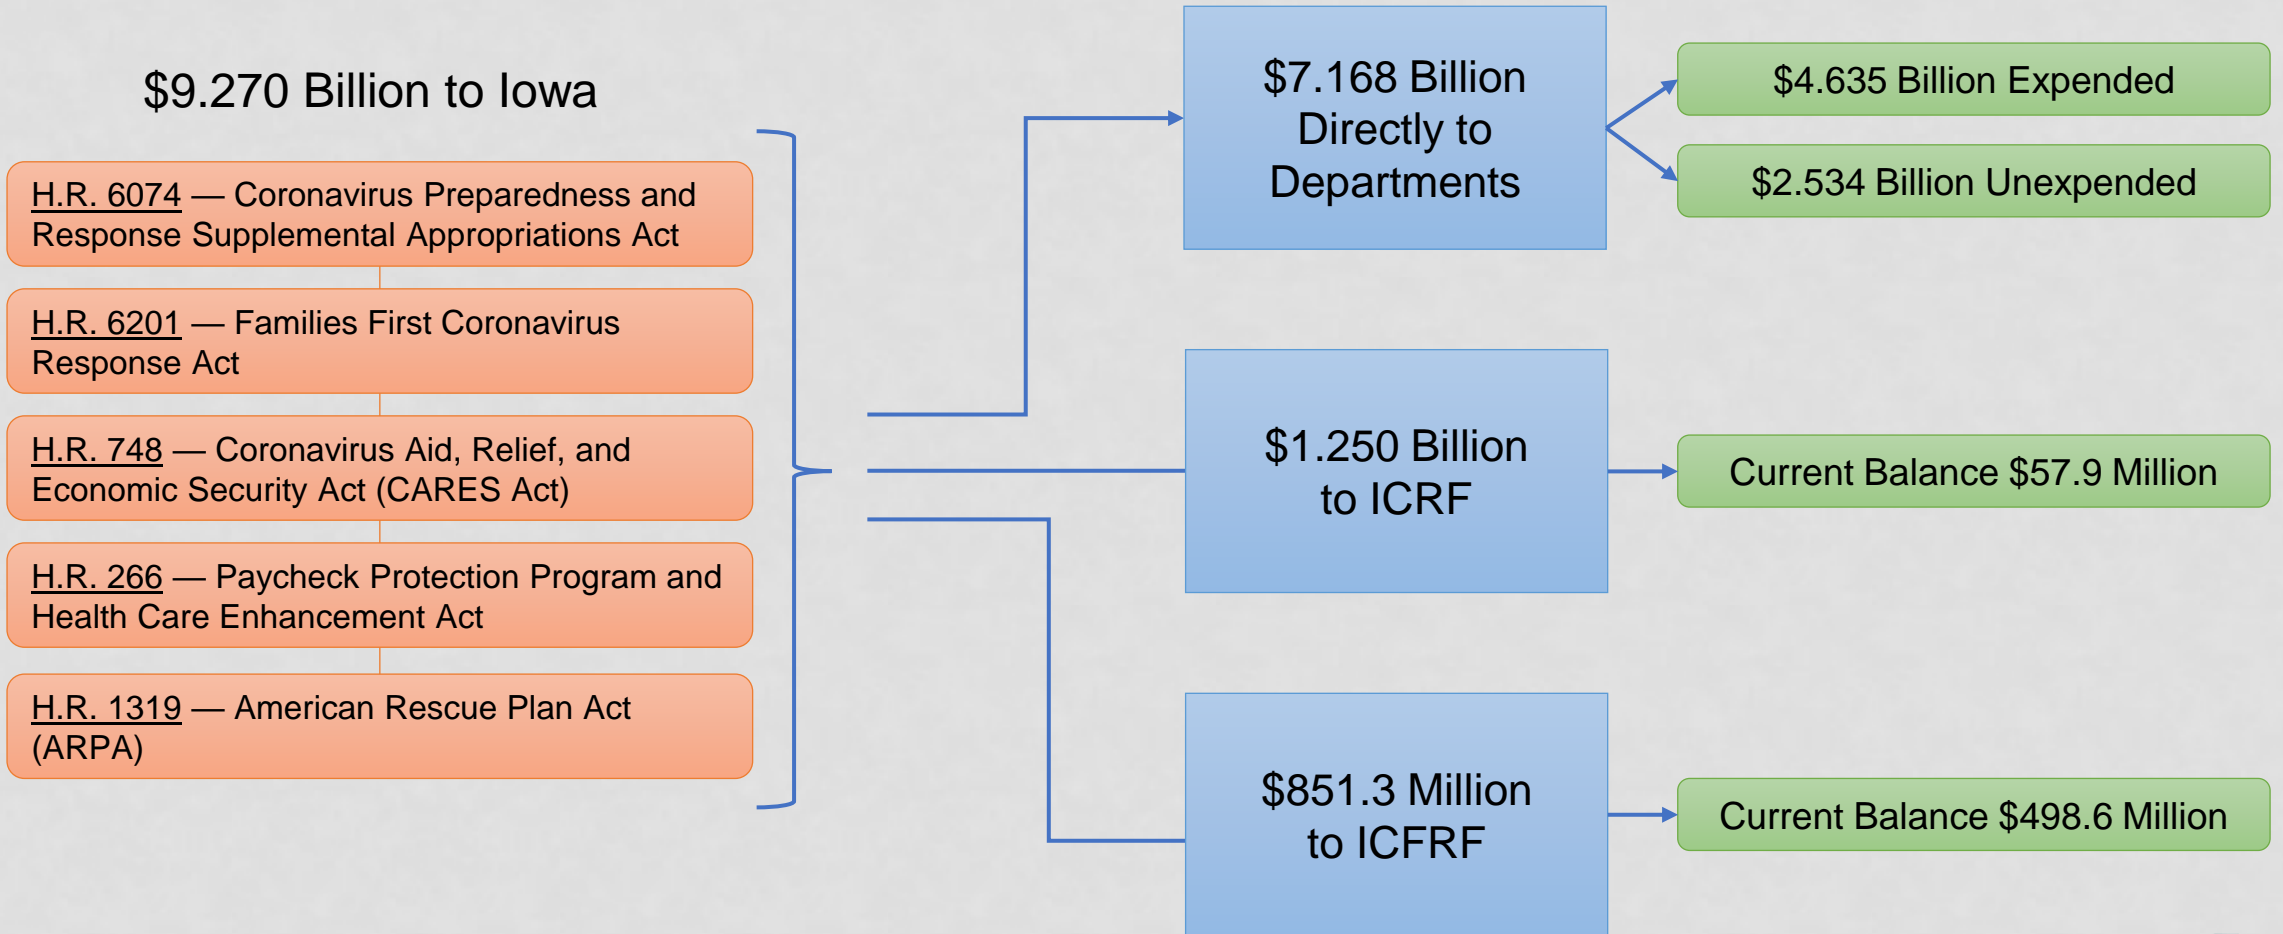 $9.270 Billion to Iowa
H.R. 6074 — Coronavirus Preparedness and
Response Supplemental Appropriations Act
H.R. 6201 — Families First Coronavirus
Response Act
H.R. 748 — Coronavirus Aid, Relief, and
Economic Security Act (CARES Act)
H.R. 266 — Paycheck Protection Program and
Health Care Enhancement Act
H.R. 1319 — American Rescue Plan Act
(ARPA)
$7.168 Billion
Directly to
Departments
$4.635 Billion Expended
$2.534 Billion Unexpended
$1.250 Billion
to ICRF
Current Balance $57.9 Million
$851.3 Million
to ICFRF
Current Balance $498.6 Million